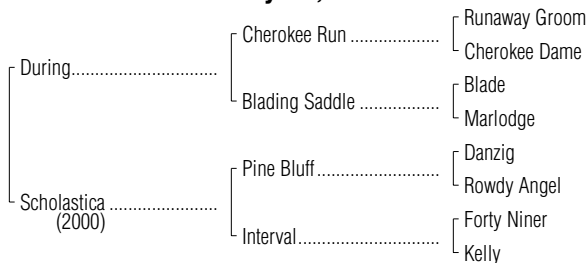 Runaway Groom
Cherokee Run ....................
Cherokee Dame
During.................................
Blade
Blading Saddle ..................
Marlodge
Danzig
Pine Bluff...........................
Rowdy Angel
Scholastica ........................
(2000)
Forty Niner
Interval................................
Kelly